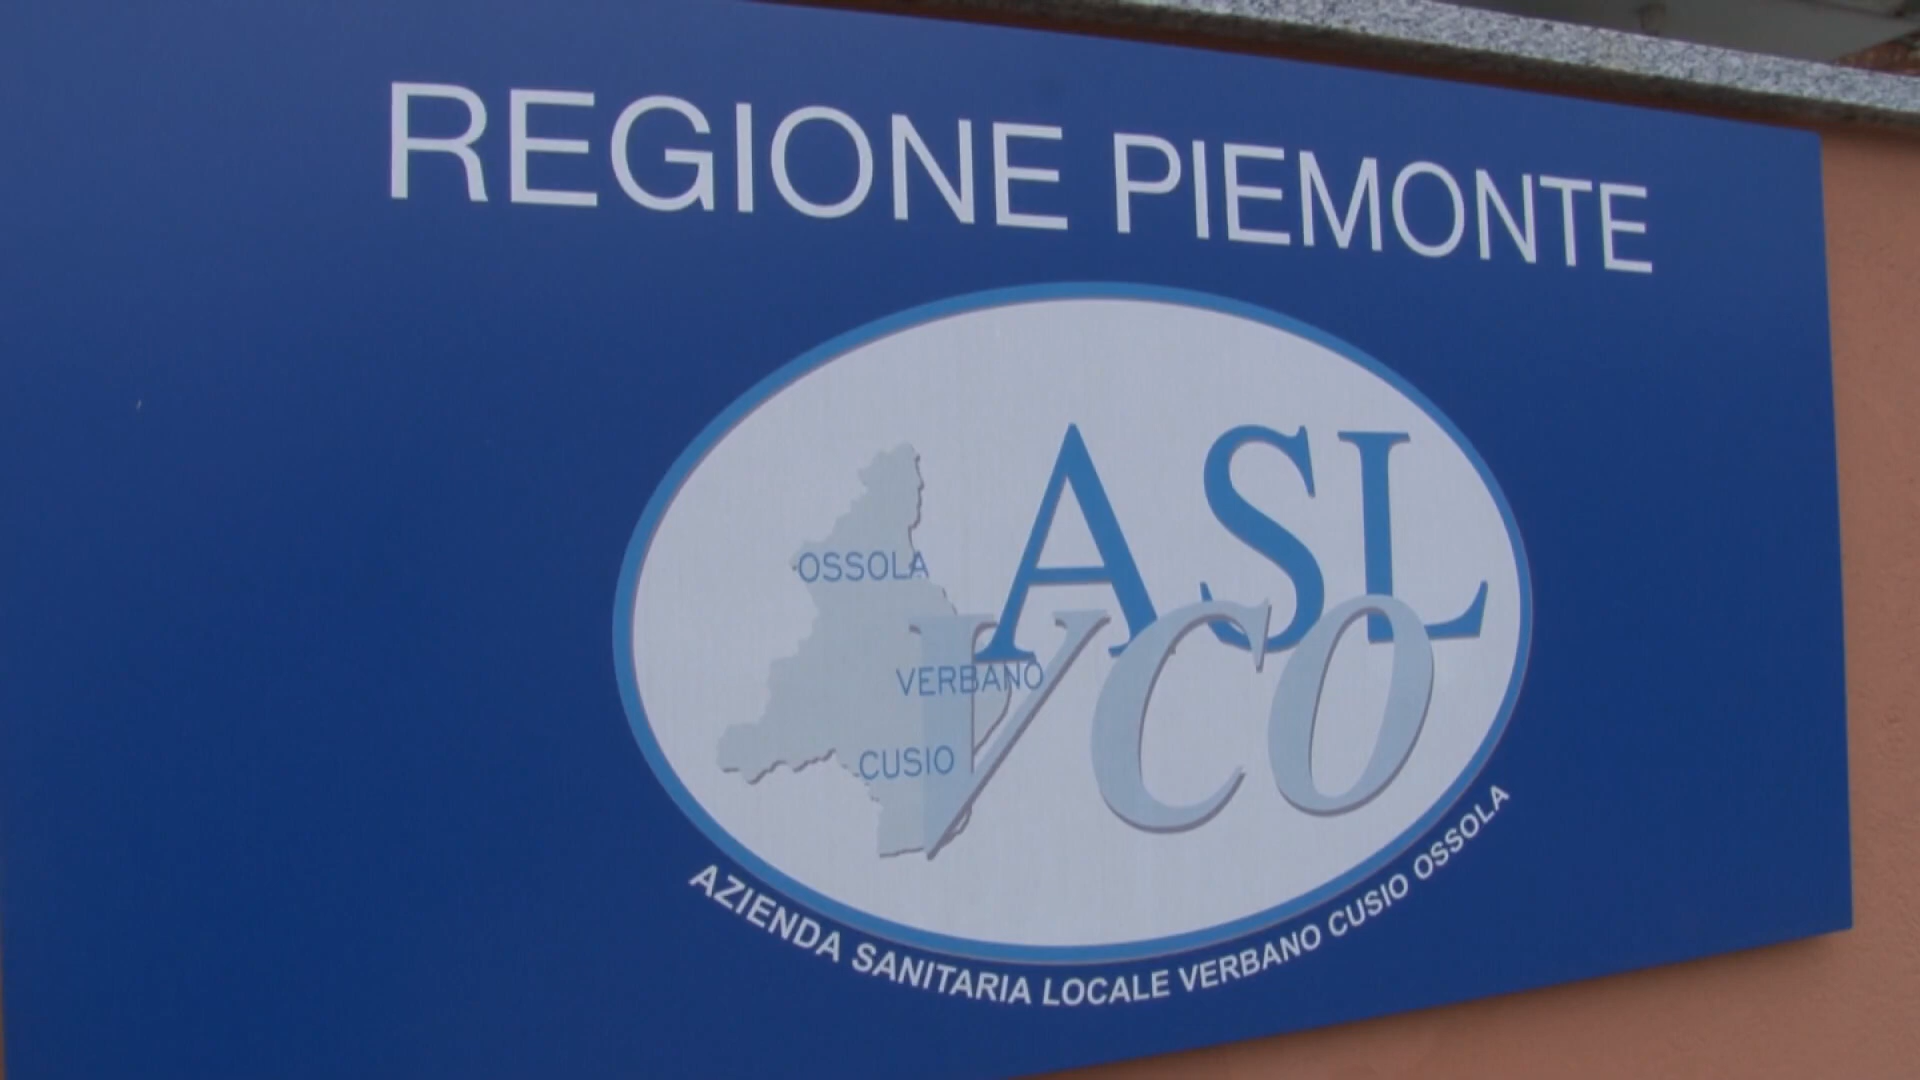 REGIONE PIEMONTE
ASL
VCO
OSSOLA
VERBANO
CUSIO
AZIENDA SANITARIA LOCALE VERBANO CUSIO OSSOLA